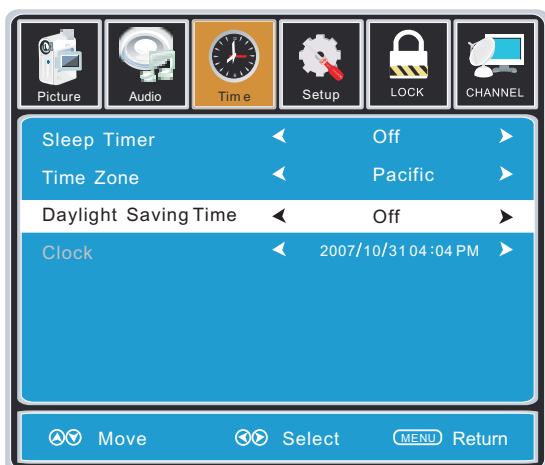 Picture Audio Time Setup LOCK CHANNEL
Sleep Timer Off
Time Zone Pacific
Daylight Saving Time Off
Clock 2007/10/31 04:04 PM
Move Select MENU Return